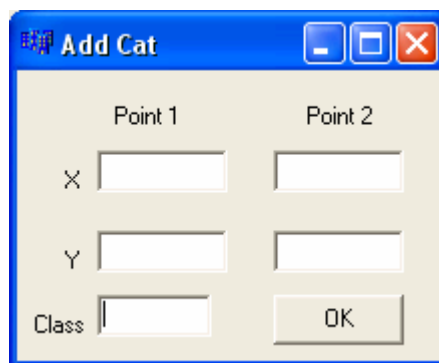 Add Cat
Point 1 Point 2
X
Y
Class OK